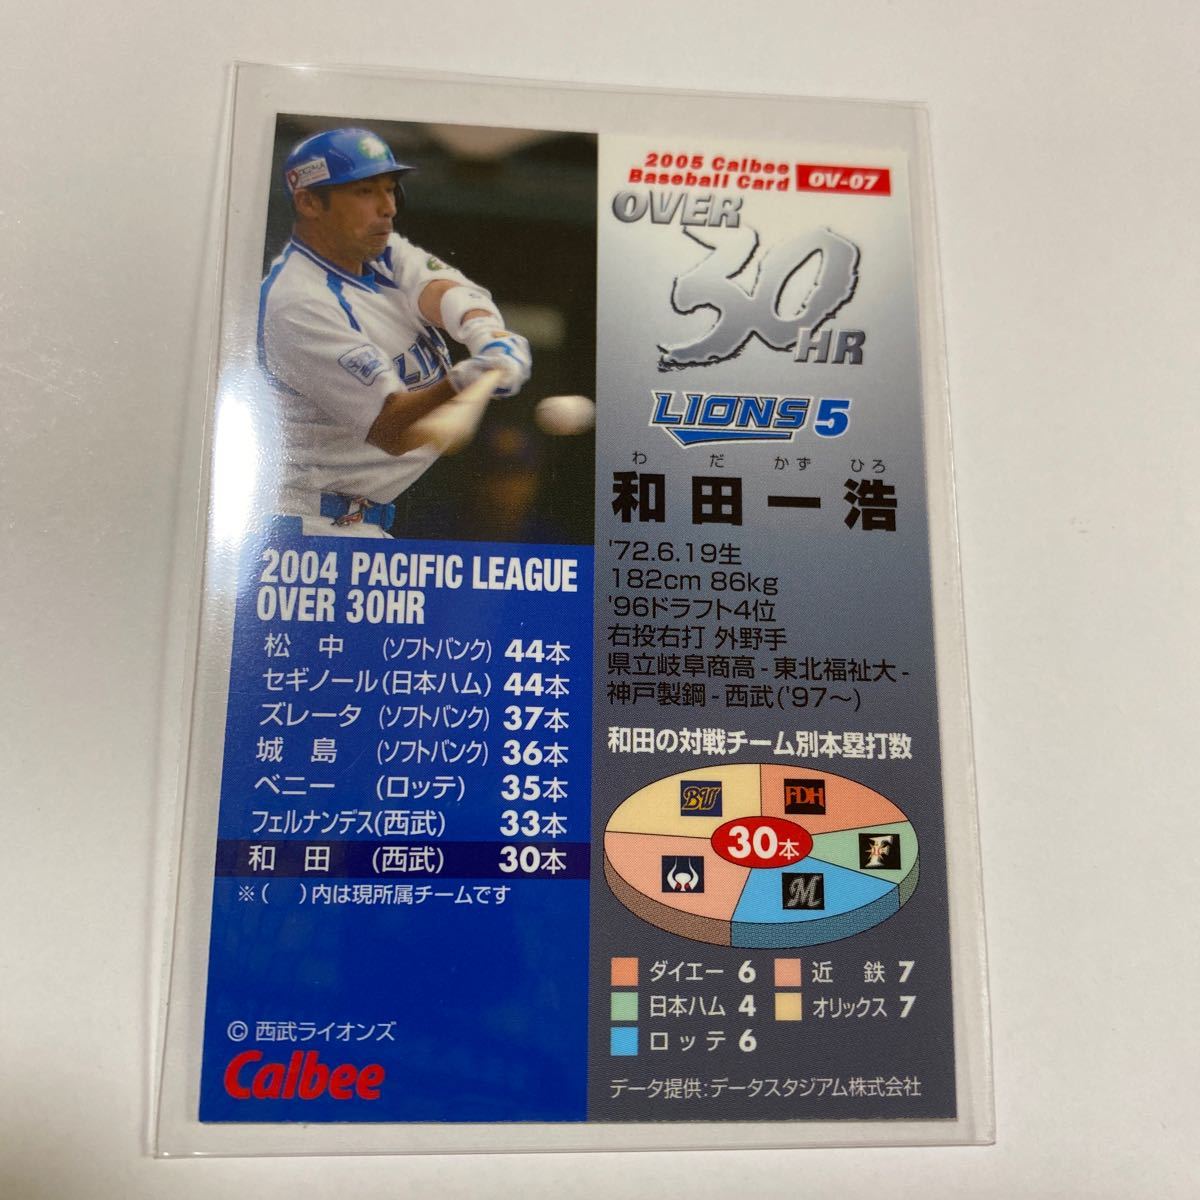 2005 Calbee
Baseball Card
OV-07
OVER
30
HR
LIONS 5
わ だ かず ひろ
和田一浩
'72.6.19生
182cm 86kg
'96ドラフト4位
右投右打 外野手
県立岐阜商高-東北福祉大-
神戸製鋼-西武('97〜)
和田の対戦チーム別本塁打数
BW
FDH
F
M
30本
ダイエー 6
近鉄 7
日本ハム 4
オリックス 7
ロッテ 6
データ提供:データスタジアム株式会社
LIONS
2004 PACIFIC LEAGUE
OVER 30HR
松中 (ソフトバンク) 44本
セギノール(日本ハム) 44本
ズレータ (ソフトバンク) 37本
城島 (ソフトバンク) 36本
ベニー (ロッテ) 35本
フェルナンデス(西武) 33本
和田 (西武) 30本
※( )内は現所属チームです
© 西武ライオンズ
Calbee